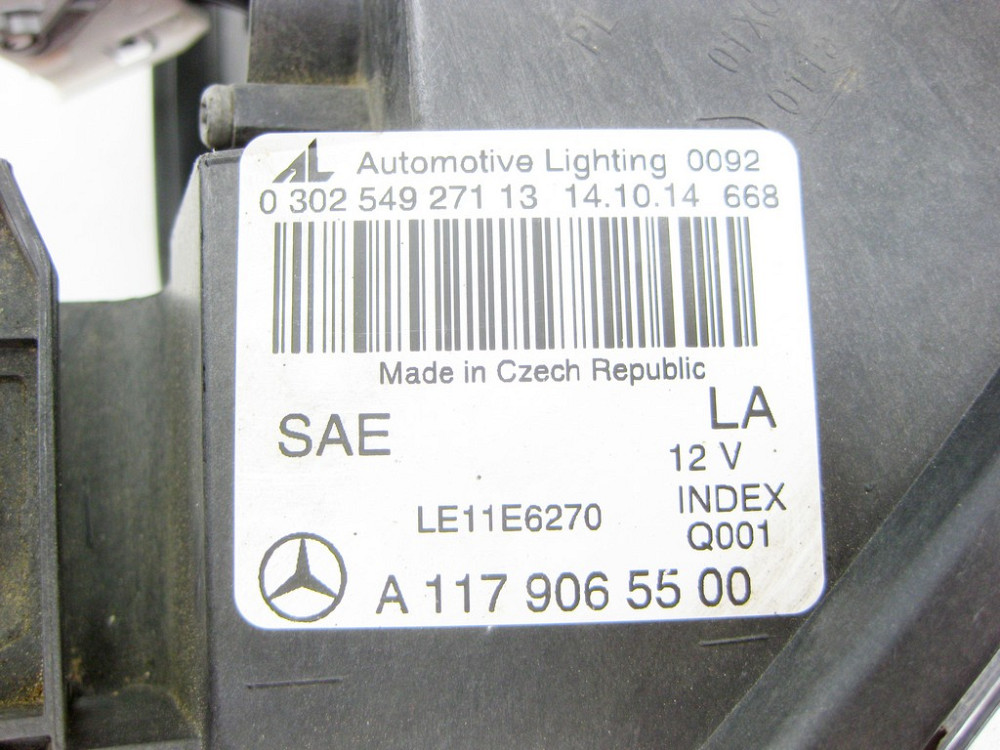 AL Automotive Lighting 0092
0 302 549 271 13 14.10.14 668
Made in Czech Republic
SAE
LA
12 V
LE11E6270
INDEX
Q001
A 117 906 55 00